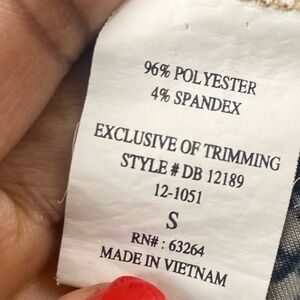 96% POLYESTER
4% SPANDEX
EXCLUSIVE OF TRIMMING
STYLE # DB 12189
12-1051
S
RN# : 63264
MADE IN VIETNAM